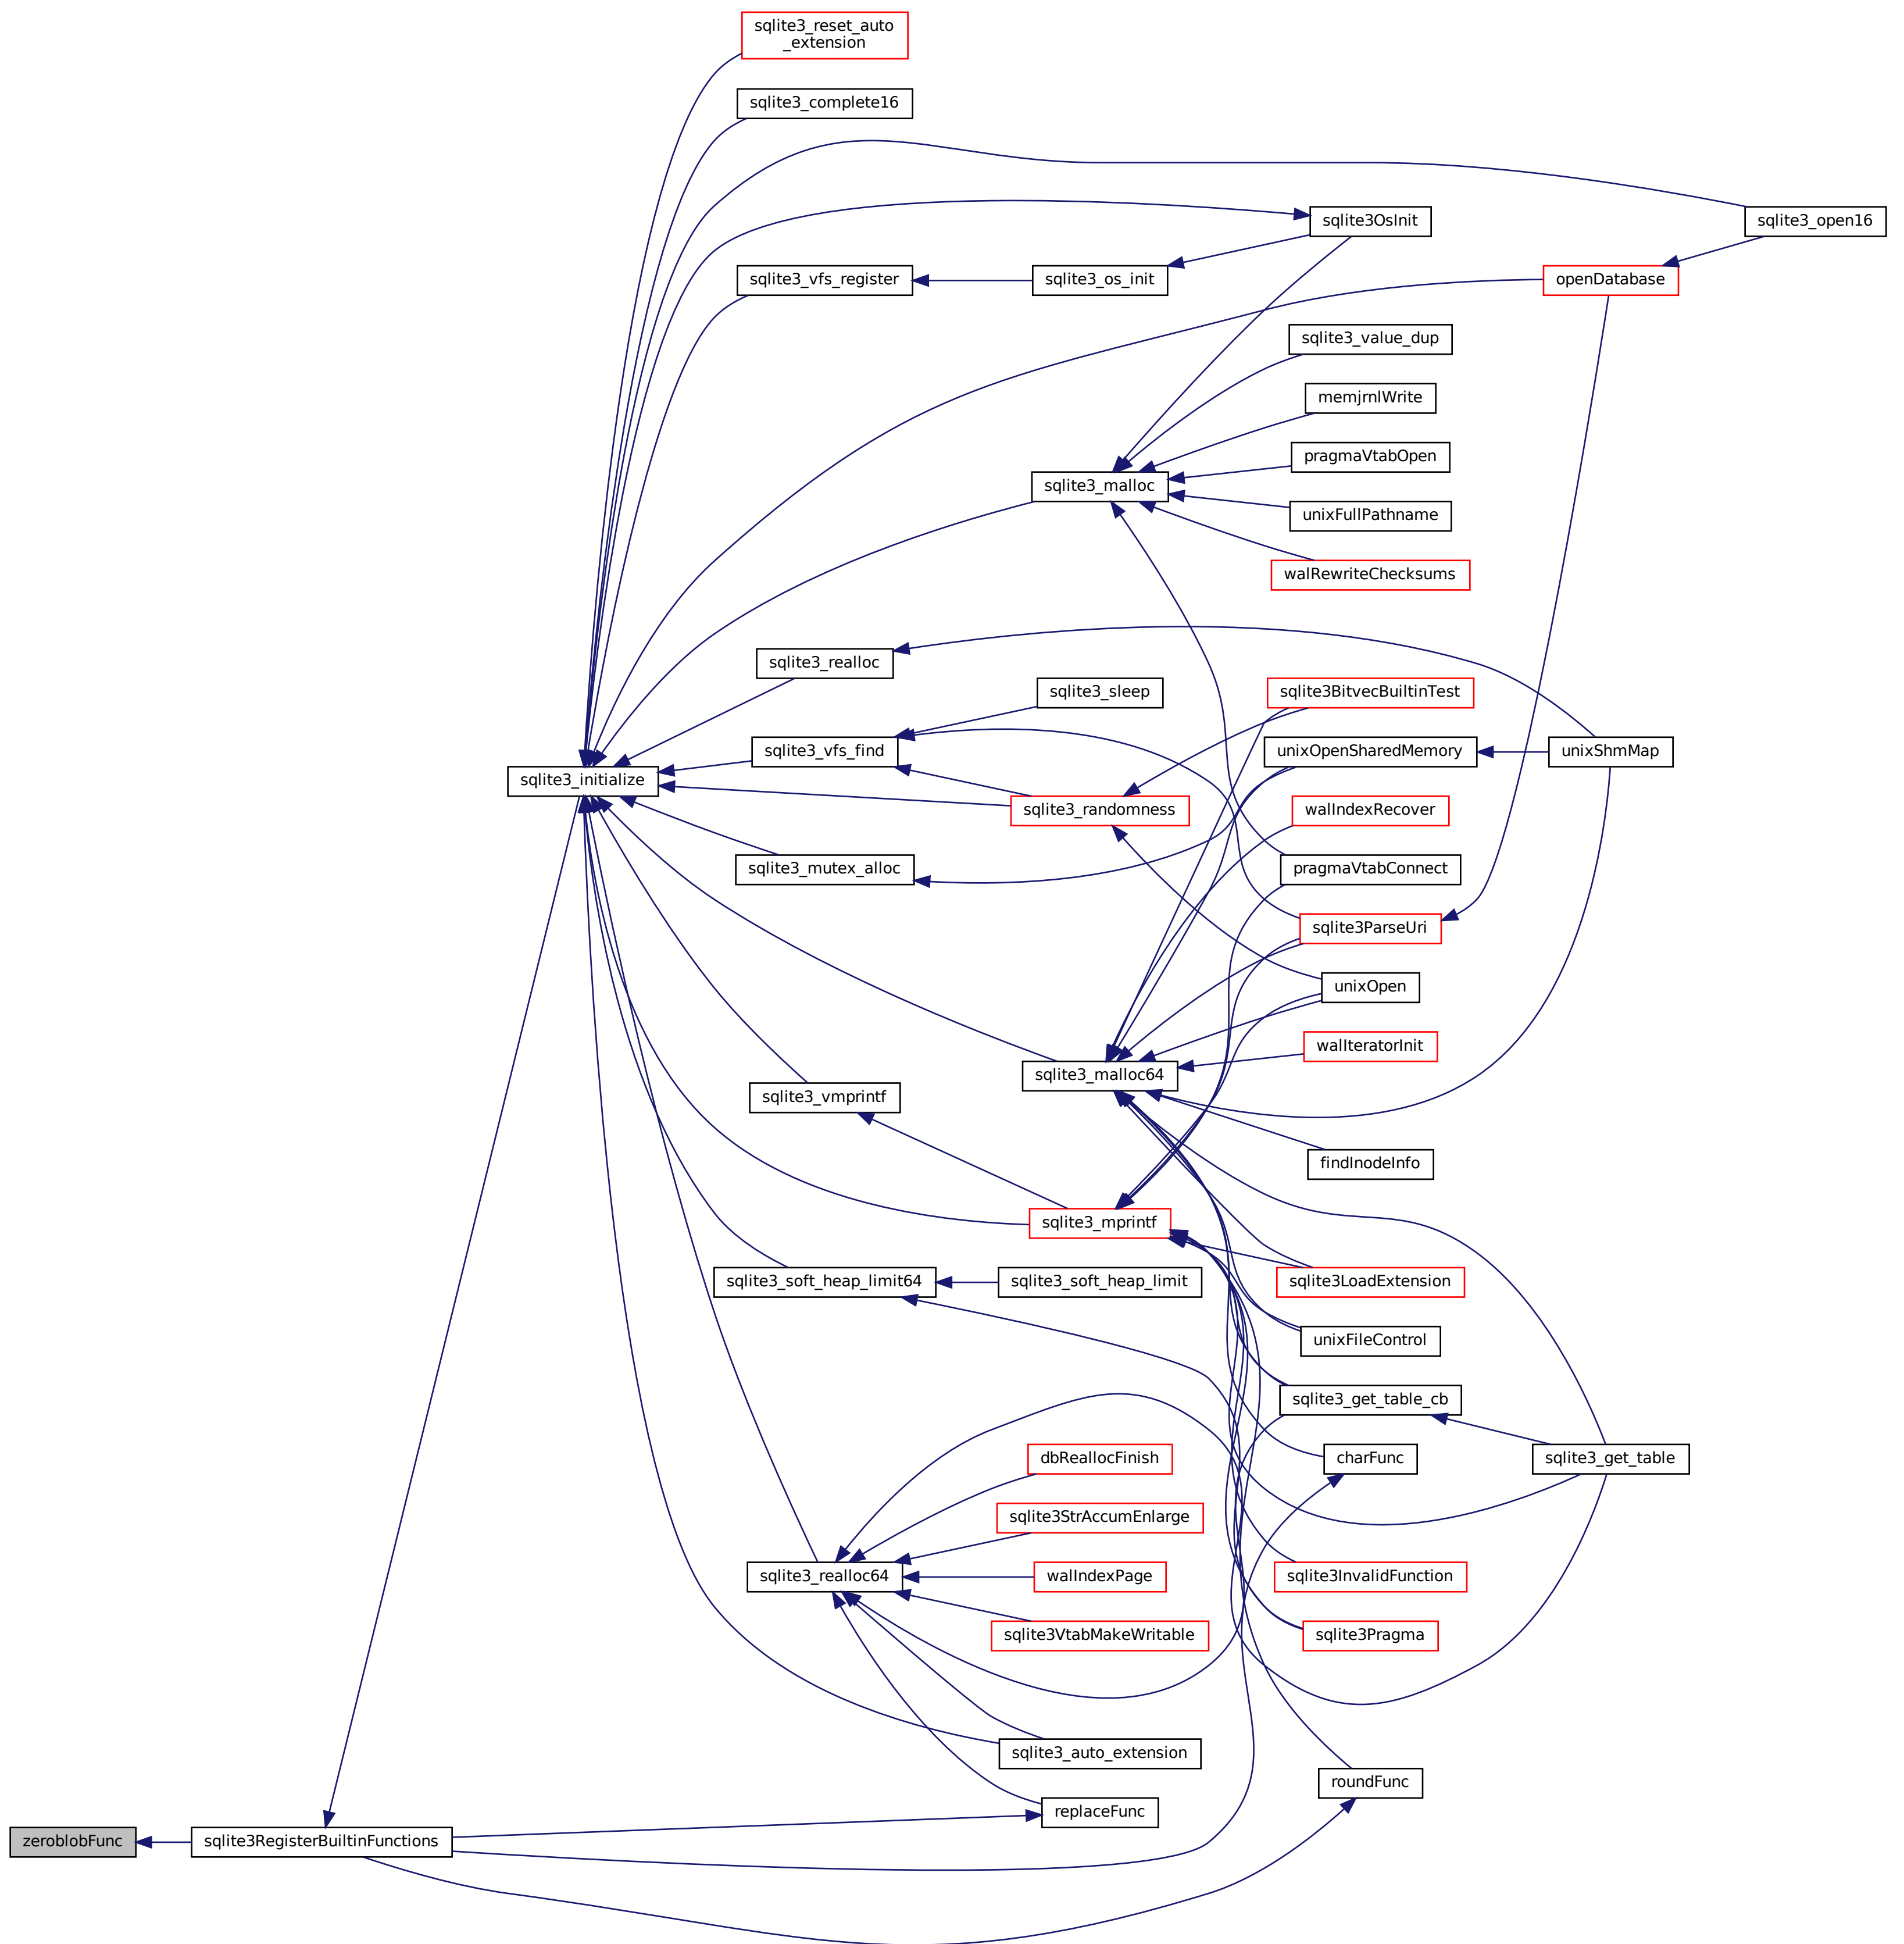 sqlite3_reset_auto
_extension
sqlite3_complete16
sqlite3OsInit
sqlite3_open16
sqlite3_vfs_register
sqlite3_os_init
openDatabase
sqlite3_value_dup
memjrnlWrite
pragmaVtabOpen
sqlite3_malloc
unixFullPathname
walRewriteChecksums
sqlite3_realloc
sqlite3_sleep
sqlite3BitvecBuiltinTest
sqlite3_vfs_find
unixOpenSharedMemory
unixShmMap
sqlite3_initialize
sqlite3_randomness
walIndexRecover
sqlite3_mutex_alloc
pragmaVtabConnect
sqlite3ParseUri
unixOpen
walIteratorInit
sqlite3_malloc64
sqlite3_vmprintf
findInodeInfo
sqlite3_mprintf
sqlite3_soft_heap_limit64
sqlite3_soft_heap_limit
sqlite3LoadExtension
unixFileControl
sqlite3_get_table_cb
dbReallocFinish
charFunc
sqlite3_get_table
sqlite3StrAccumEnlarge
sqlite3_realloc64
walIndexPage
sqlite3InvalidFunction
sqlite3VtabMakeWritable
sqlite3Pragma
sqlite3_auto_extension
roundFunc
replaceFunc
zeroblobFunc
sqlite3RegisterBuiltinFunctions